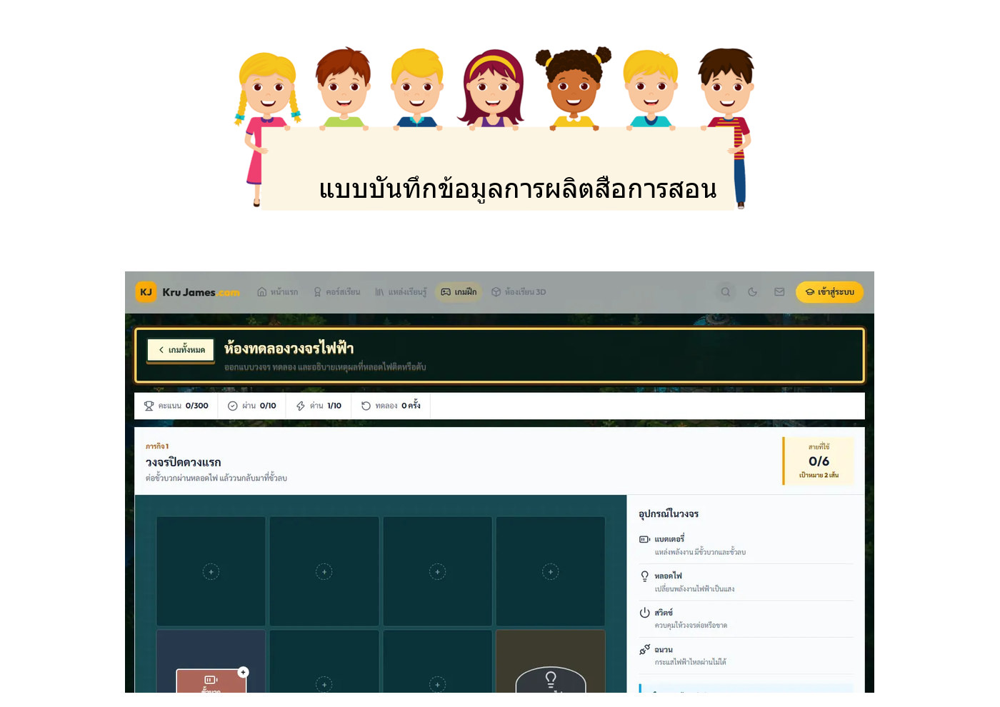 แบบบันทึกข้อมูลการผลิตสื่อการสอน
KJ Kru James.com หน้าแรก คอร์สเรียน แหล่งเรียนรู้ เกมฝึก ห้องเรียน 3D เข้าสู่ระบบ
เกมทั้งหมด ห้องทดลองวงจรไฟฟ้า
ออกแบบวงจร ทดลอง และอธิบายเหตุผลที่หลอดไฟติดหรือดับ
คะแนน 0/300 ผ่าน 0/10 ด่าน 1/10 ทดลอง 0 ครั้ง
ภารกิจ 1
วงจรปิดดวงแรก
ต่อขั้วบวกผ่านหลอดไฟ แล้ววนกลับมาที่ขั้วลบ
สายที่ใช้
0/6
เป้าหมาย 2 เส้น
อุปกรณ์ในวงจร
แบตเตอรี่
แหล่งพลังงาน มีขั้วบวกและขั้วลบ
หลอดไฟ
เปลี่ยนพลังงานไฟฟ้าเป็นแสง
สวิตช์
ควบคุมให้วงจรต่อหรือขาด
ฉนวน
กระแสไฟฟ้าไหลผ่านไม่ได้